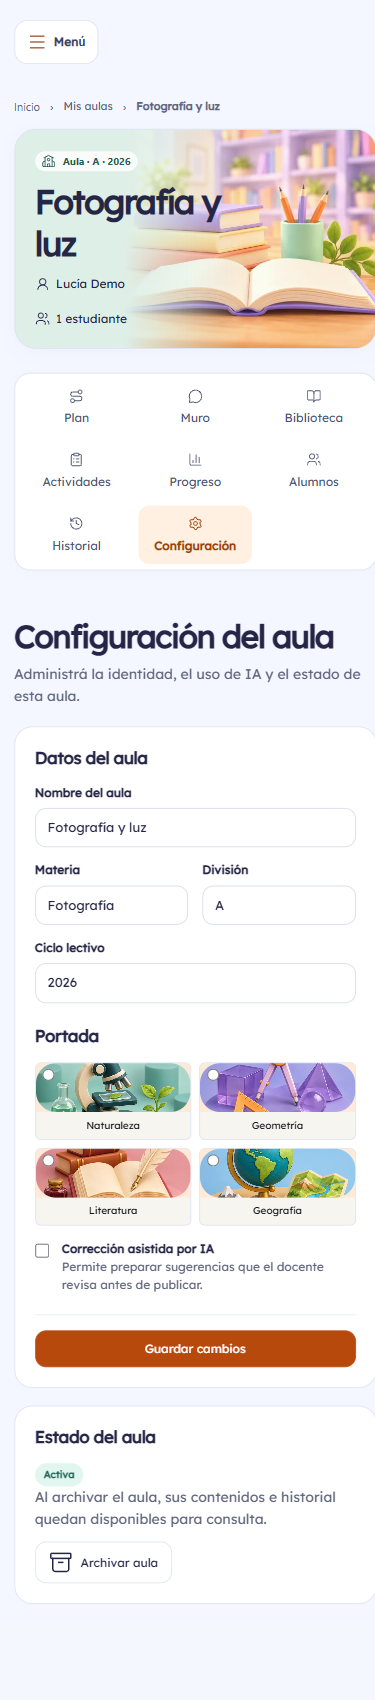 Menú
Inicio › Mis aulas › Fotografía y luz
Aula · A · 2026
Fotografía y
luz
Lucía Demo
1 estudiante
Plan
Muro
Biblioteca
Actividades
Progreso
Alumnos
Historial
Configuración
Configuración del aula
Administrá la identidad, el uso de IA y el estado de
esta aula.
Datos del aula
Nombre del aula
Fotografía y luz
Materia
División
Fotografía
A
Ciclo lectivo
2026
Portada
Naturaleza
Geometría
Literatura
Geografía
Corrección asistida por IA
Permite preparar sugerencias que el docente
revisa antes de publicar.
Guardar cambios
Estado del aula
Activa
Al archivar el aula, sus contenidos e historial
quedan disponibles para consulta.
Archivar aula